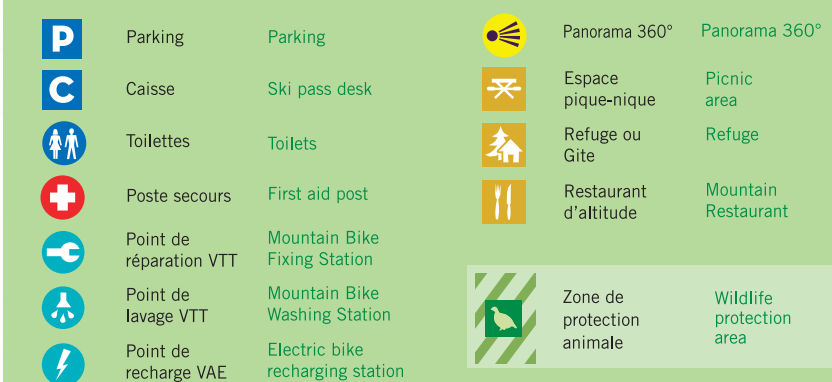 P
Parking
Parking
C
Caisse
Ski pass desk
Toilettes
Toilets
Poste secours
First aid post
Point de
réparation VTT
Mountain Bike
Fixing Station
Point de
lavage VTT
Mountain Bike
Washing Station
Point de
recharge VAE
Electric bike
recharging station
Panorama 360°
Panorama 360°
Espace
pique-nique
Picnic
area
Refuge ou
Gite
Refuge
Restaurant
d'altitude
Mountain
Restaurant
Zone de
protection
animale
Wildlife
protection
area